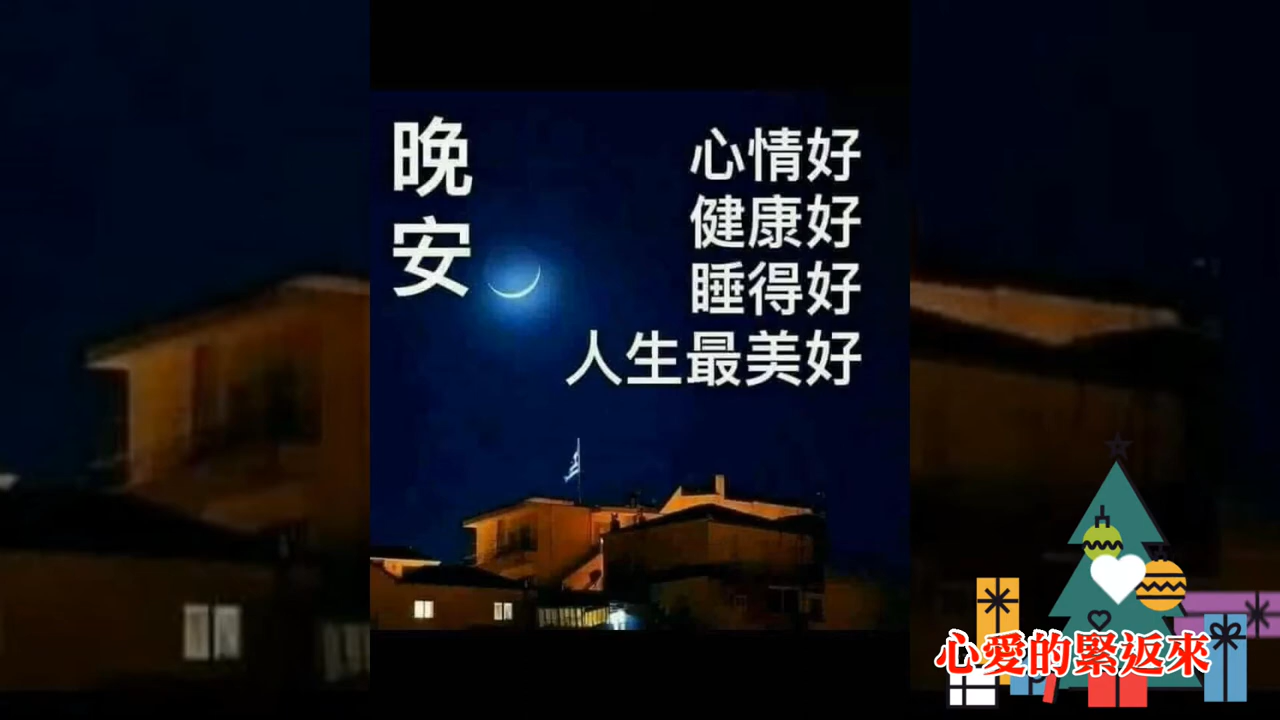 晚安
心情好
健康好
睡得好
人生最美好
心愛的緊返來